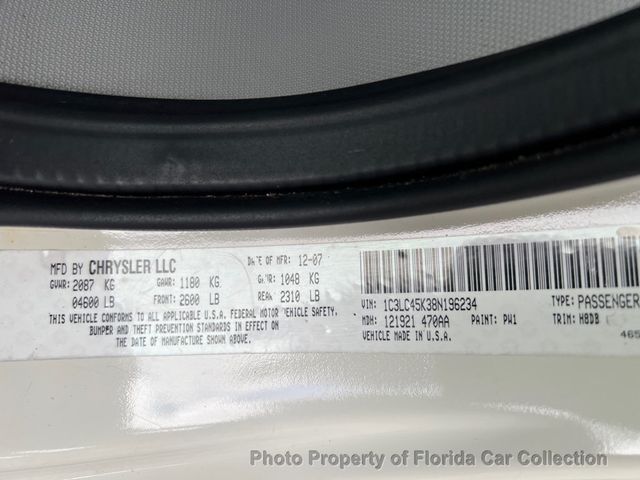 MFD BY CHRYSLER LLC DATE OF MFR: 12-07
GVWR: 2087 KG GAWR: 1180 KG GAWR: 1048 KG
04600 LB FRONT: 2600 LB REAR: 2310 LB
THIS VEHICLE CONFORMS TO ALL APPLICABLE U.S.A. FEDERAL MOTOR VEHICLE SAFETY,
BUMPER AND THEFT PREVENTION STANDARDS IN EFFECT ON
THE DATE OF MANUFACTURE SHOWN ABOVE.
VIN: 1C3LC45K38N196234 TYPE: PASSENGER
MDH: 121921 470AA PAINT: PW1 TRIM: H8DB
VEHICLE MADE IN U.S.A. 465
Photo Property of Florida Car Collection